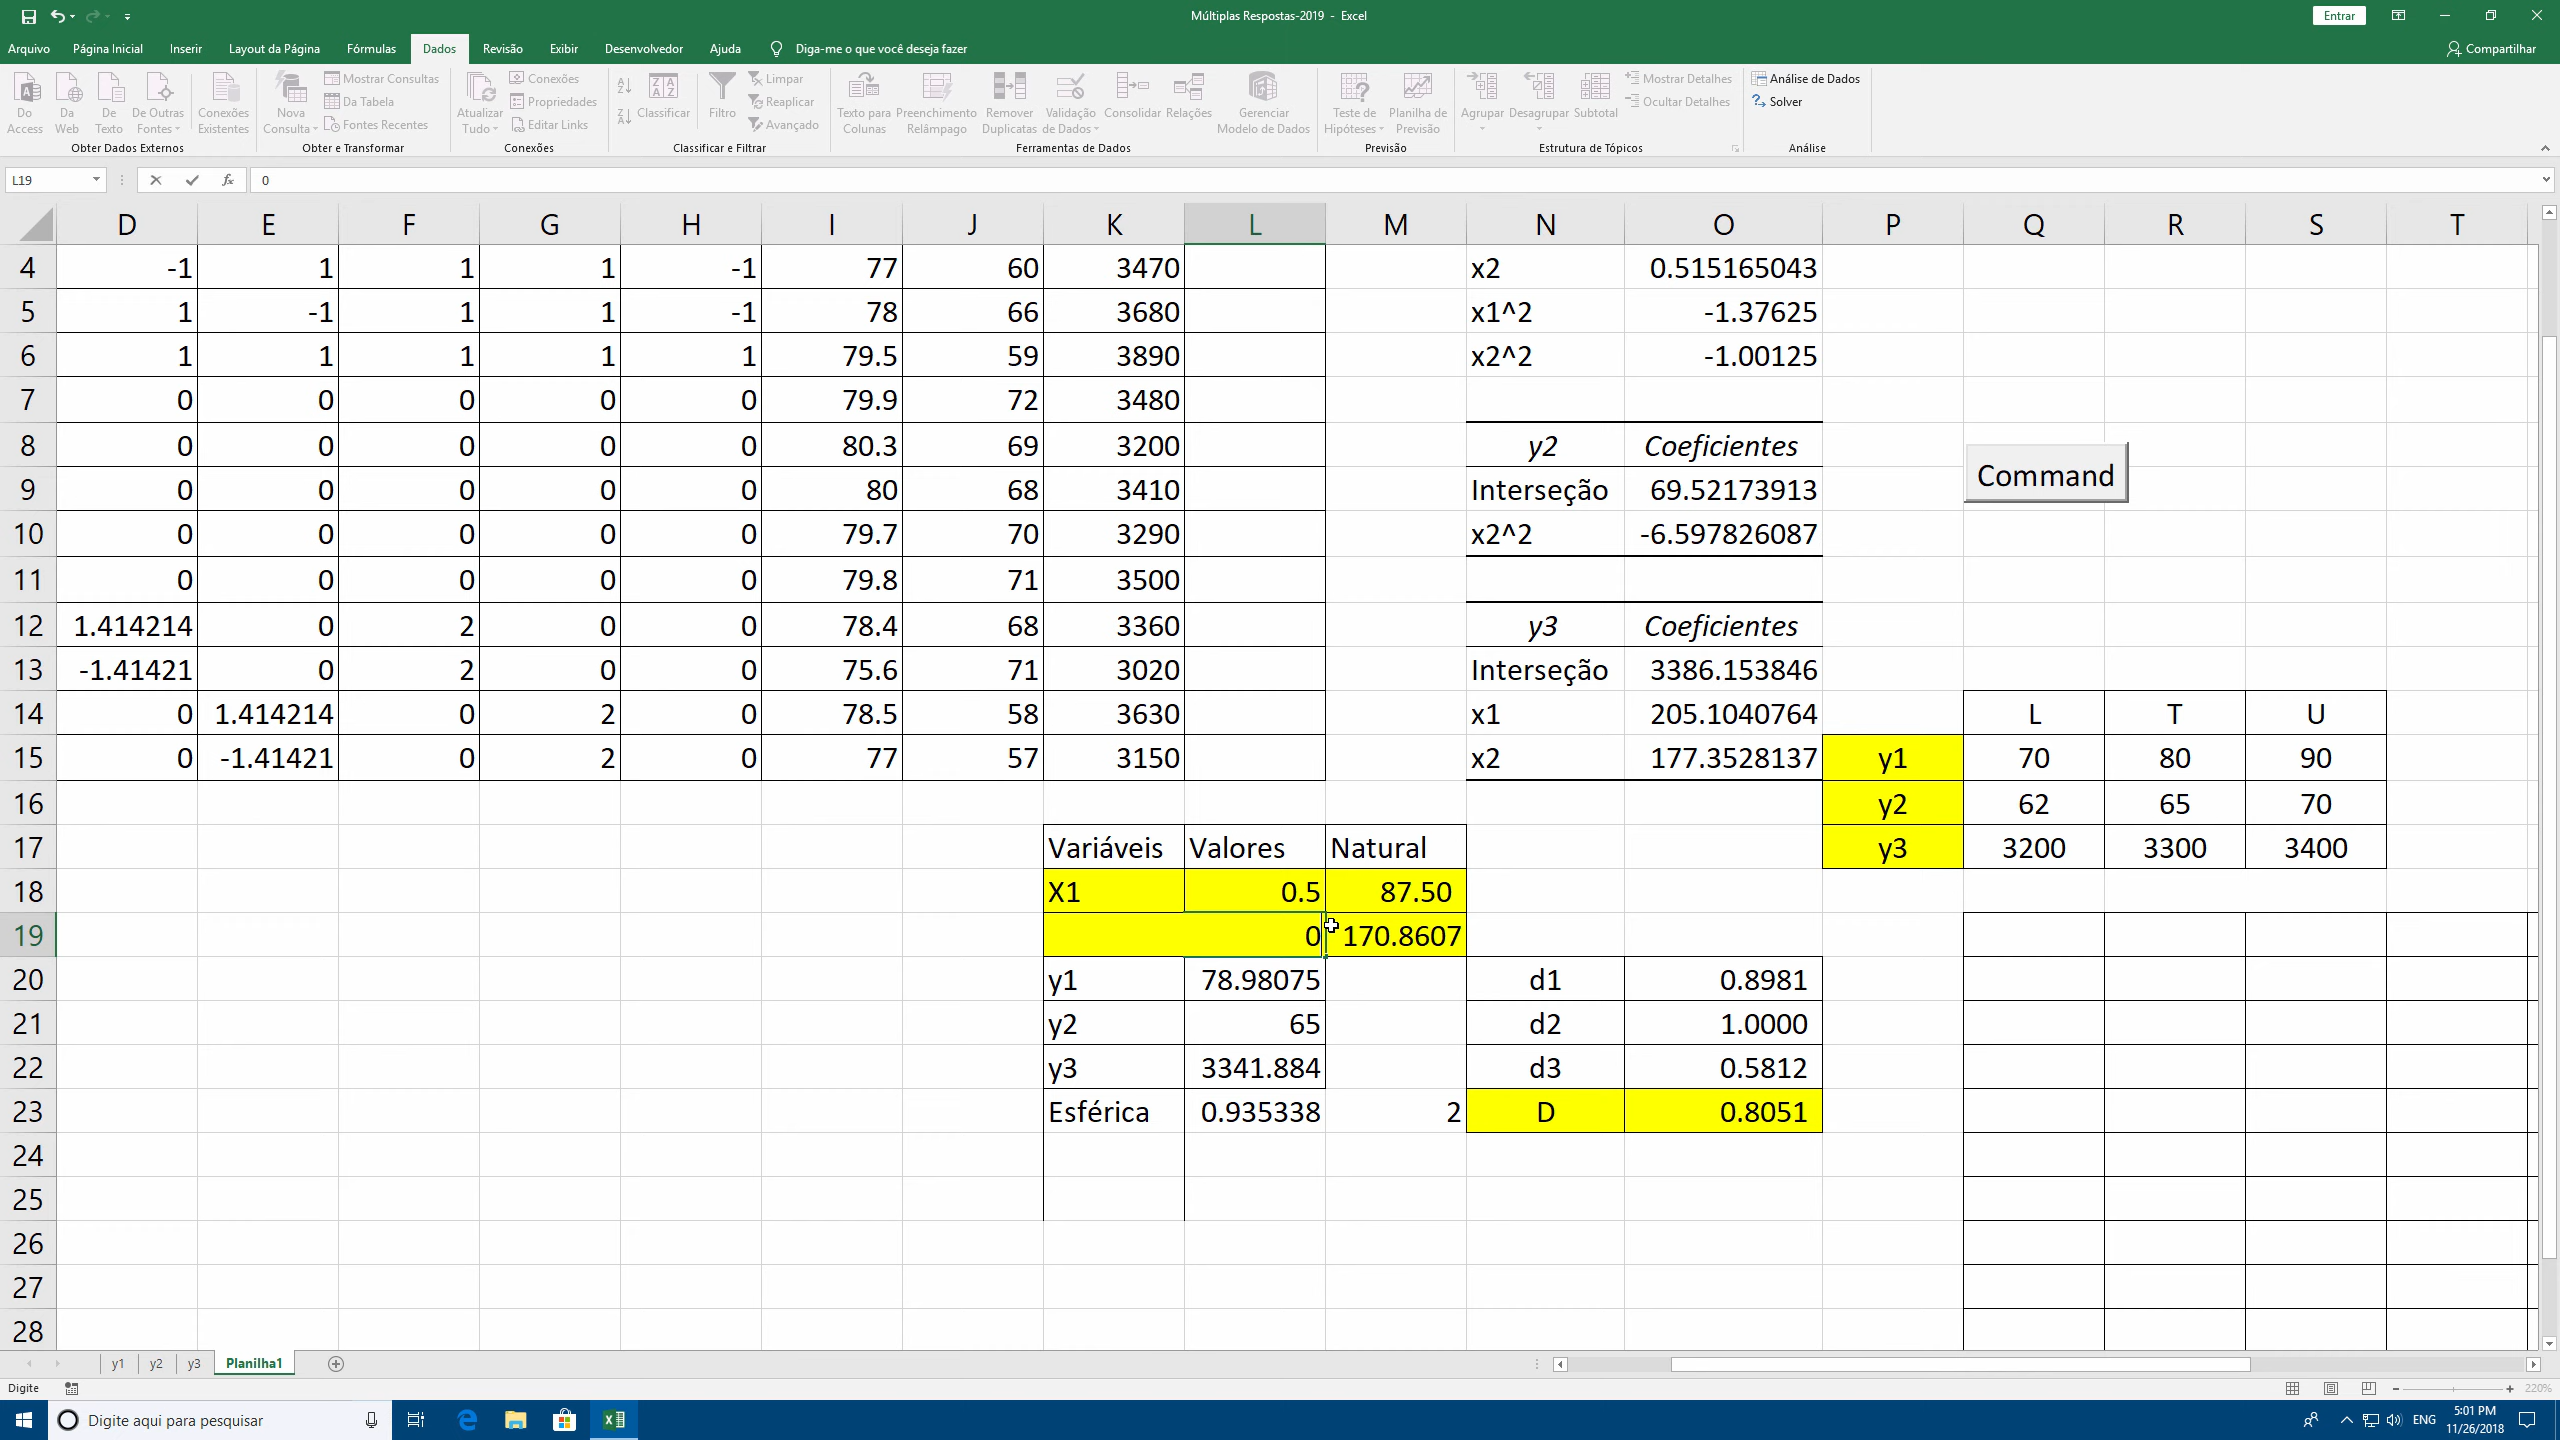 Múltiplas Respostas-2019 - Excel
Entrar
Arquivo Página Inicial Inserir Layout da Página Fórmulas Dados Revisão Exibir Desenvolvedor Ajuda Diga-me o que você deseja fazer Compartilhar
Do Access
Da Web
De Texto
De Outras Fontes
Conexões Existentes
Obter Dados Externos
Nova Consulta
Mostrar Consultas
Da Tabela
Fontes Recentes
Obter e Transformar
Atualizar Tudo
Conexões
Propriedades
Editar Links
Conexões
Classificar
Filtro
Limpar
Reaplicar
Avançado
Classificar e Filtrar
Texto para Colunas
Preenchimento Relâmpago
Remover Duplicatas
Validação de Dados
Consolidar
Relações
Gerenciar Modelo de Dados
Ferramentas de Dados
Teste de Hipóteses
Planilha de Previsão
Previsão
Agrupar
Desagrupar
Subtotal
Mostrar Detalhes
Ocultar Detalhes
Estrutura de Tópicos
Análise de Dados
Solver
Análise
L19 fx 0
D E F G H I J K L M N O P Q R S T
4 -1 1 1 1 -1 77 60 3470 x2 0.515165043
5 1 -1 1 1 -1 78 66 3680 x1^2 -1.37625
6 1 1 1 1 1 79.5 59 3890 x2^2 -1.00125
7 0 0 0 0 0 79.9 72 3480
8 0 0 0 0 0 80.3 69 3200 y2 Coeficientes
Command
9 0 0 0 0 0 80 68 3410 Interseção 69.52173913
10 0 0 0 0 0 79.7 70 3290 x2^2 -6.597826087
11 0 0 0 0 0 79.8 71 3500
12 1.414214 0 2 0 0 78.4 68 3360 y3 Coeficientes
13 -1.41421 0 2 0 0 75.6 71 3020 Interseção 3386.153846
14 0 1.414214 0 2 0 78.5 58 3630 x1 205.1040764 L T U
15 0 -1.41421 0 2 0 77 57 3150 x2 177.3528137 y1 70 80 90
16 y2 62 65 70
17 Variáveis Valores Natural y3 3200 3300 3400
18 X1 0.5 87.50
19 0 170.8607
20 y1 78.98075 d1 0.8981
21 y2 65 d2 1.0000
22 y3 3341.884 d3 0.5812
23 Esférica 0.935338 2 D 0.8051
24
25
26
27
28
y1 y2 y3 Planilha1
Digite 220%
Digite aqui para pesquisar ENG 5:01 PM
11/26/2018